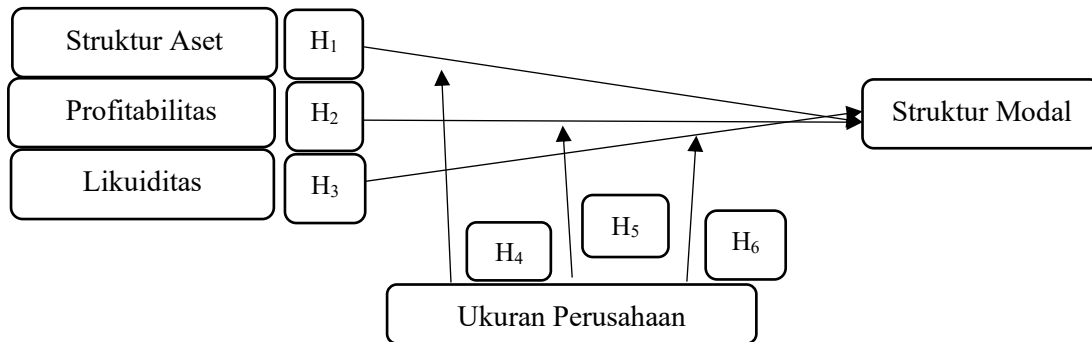 Struktur Aset
H₁
Profitabilitas
H₂
Struktur Modal
Likuiditas
H₃
H₄
H₅
H₆
Ukuran Perusahaan